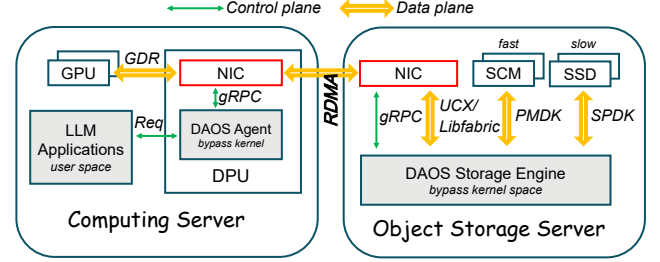 Control plane
Data plane
GPU
GDR
NIC
gRPC
LLM
Applications
user space
Req
DAOS Agent
bypass kernel
DPU
Computing Server
RDMA
NIC
fast
SCM
slow
SSD
gRPC
UCX/
Libfabric
PMDK
SPDK
DAOS Storage Engine
bypass kernel space
Object Storage Server